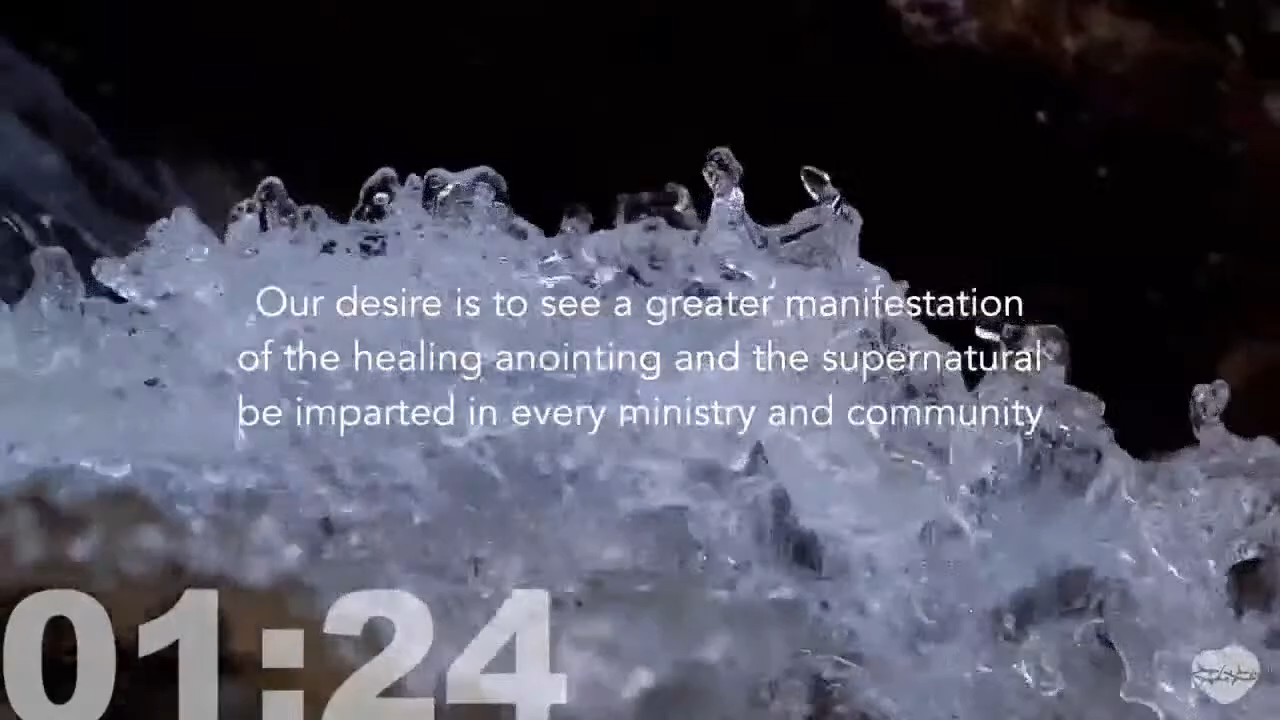 Our desire is to see a greater manifestation
of the healing anointing and the supernatural
be imparted in every ministry and community
01:24